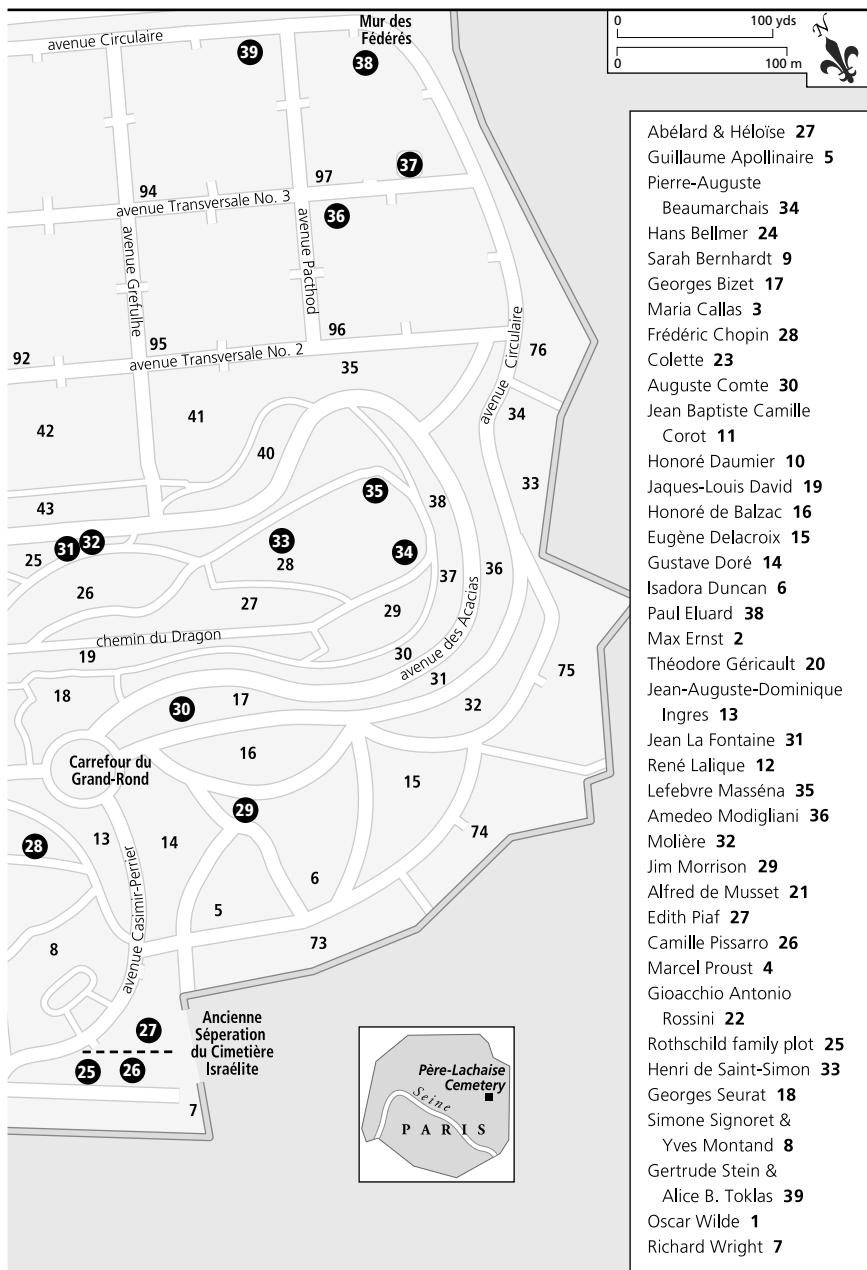 0 100 yds
0 100 m
N
avenue Circulaire
Mur des
Fédérés
39
38
37
97
94
avenue Transversale No. 3
36
avenue Grefulhe
avenue Pacthod
96
95
92
avenue Transversale No. 2
avenue Circulaire
76
35
34
41
42
40
33
43
35
38
31
32
33
34
25
28
37
36
26
27
29
avenue des Acacias
chemin du Dragon
19
30
31
75
18
17
30
32
16
Carrefour du
Grand-Rond
15
29
74
28
13
14
6
avenue Casimir-Perrier
5
73
8
Ancienne
Séperation
du Cimetière
Israélite
27
25
26
7
Père-Lachaise
Cemetery
Seine
PARIS
Abélard & Héloïse 27
Guillaume Apollinaire 5
Pierre-Auguste
Beaumarchais 34
Hans Bellmer 24
Sarah Bernhardt 9
Georges Bizet 17
Maria Callas 3
Frédéric Chopin 28
Colette 23
Auguste Comte 30
Jean Baptiste Camille
Corot 11
Honoré Daumier 10
Jaques-Louis David 19
Honoré de Balzac 16
Eugène Delacroix 15
Gustave Doré 14
Isadora Duncan 6
Paul Eluard 38
Max Ernst 2
Théodore Géricault 20
Jean-Auguste-Dominique
Ingres 13
Jean La Fontaine 31
René Lalique 12
Lefebvre Masséna 35
Amedeo Modigliani 36
Molière 32
Jim Morrison 29
Alfred de Musset 21
Edith Piaf 27
Camille Pissarro 26
Marcel Proust 4
Gioacchio Antonio
Rossini 22
Rothschild family plot 25
Henri de Saint-Simon 33
Georges Seurat 18
Simone Signoret &
Yves Montand 8
Gertrude Stein &
Alice B. Toklas 39
Oscar Wilde 1
Richard Wright 7